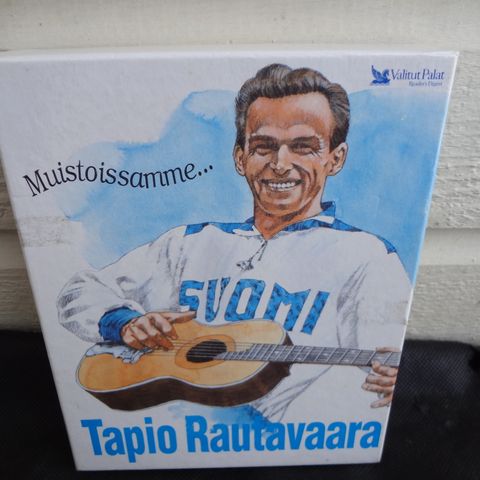 Valitut Palat
Reader's Digest
Muistoissamme...
SUOMI
Tapio Rautavaara